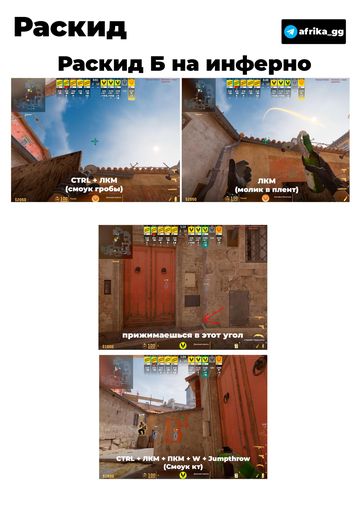 Раскид
afrika_gg
Раскид Б на инферно
CTRL + ЛКМ
(смоук гробы)
ЛКМ
(молик в плент)
прижимаешься в этот угол
CTRL + ЛКМ + ПКМ + W + Jumpthrow
(Смоук кт)